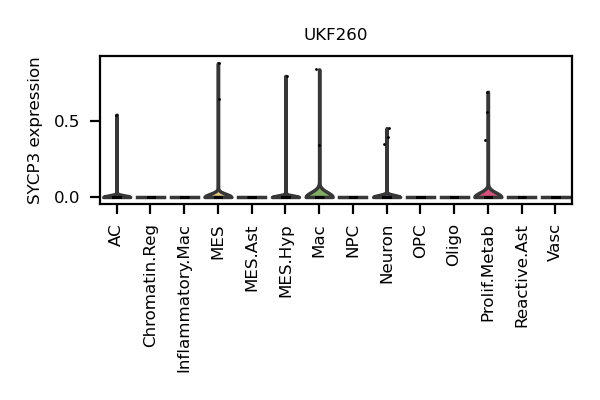 UKF260
SYCP3 expression
0.5
0.0
AC
Chromatin.Reg
Inflammatory.Mac
MES
MES.Ast
MES.Hyp
Mac
NPC
Neuron
OPC
Oligo
Prolif.Metab
Reactive.Ast
Vasc